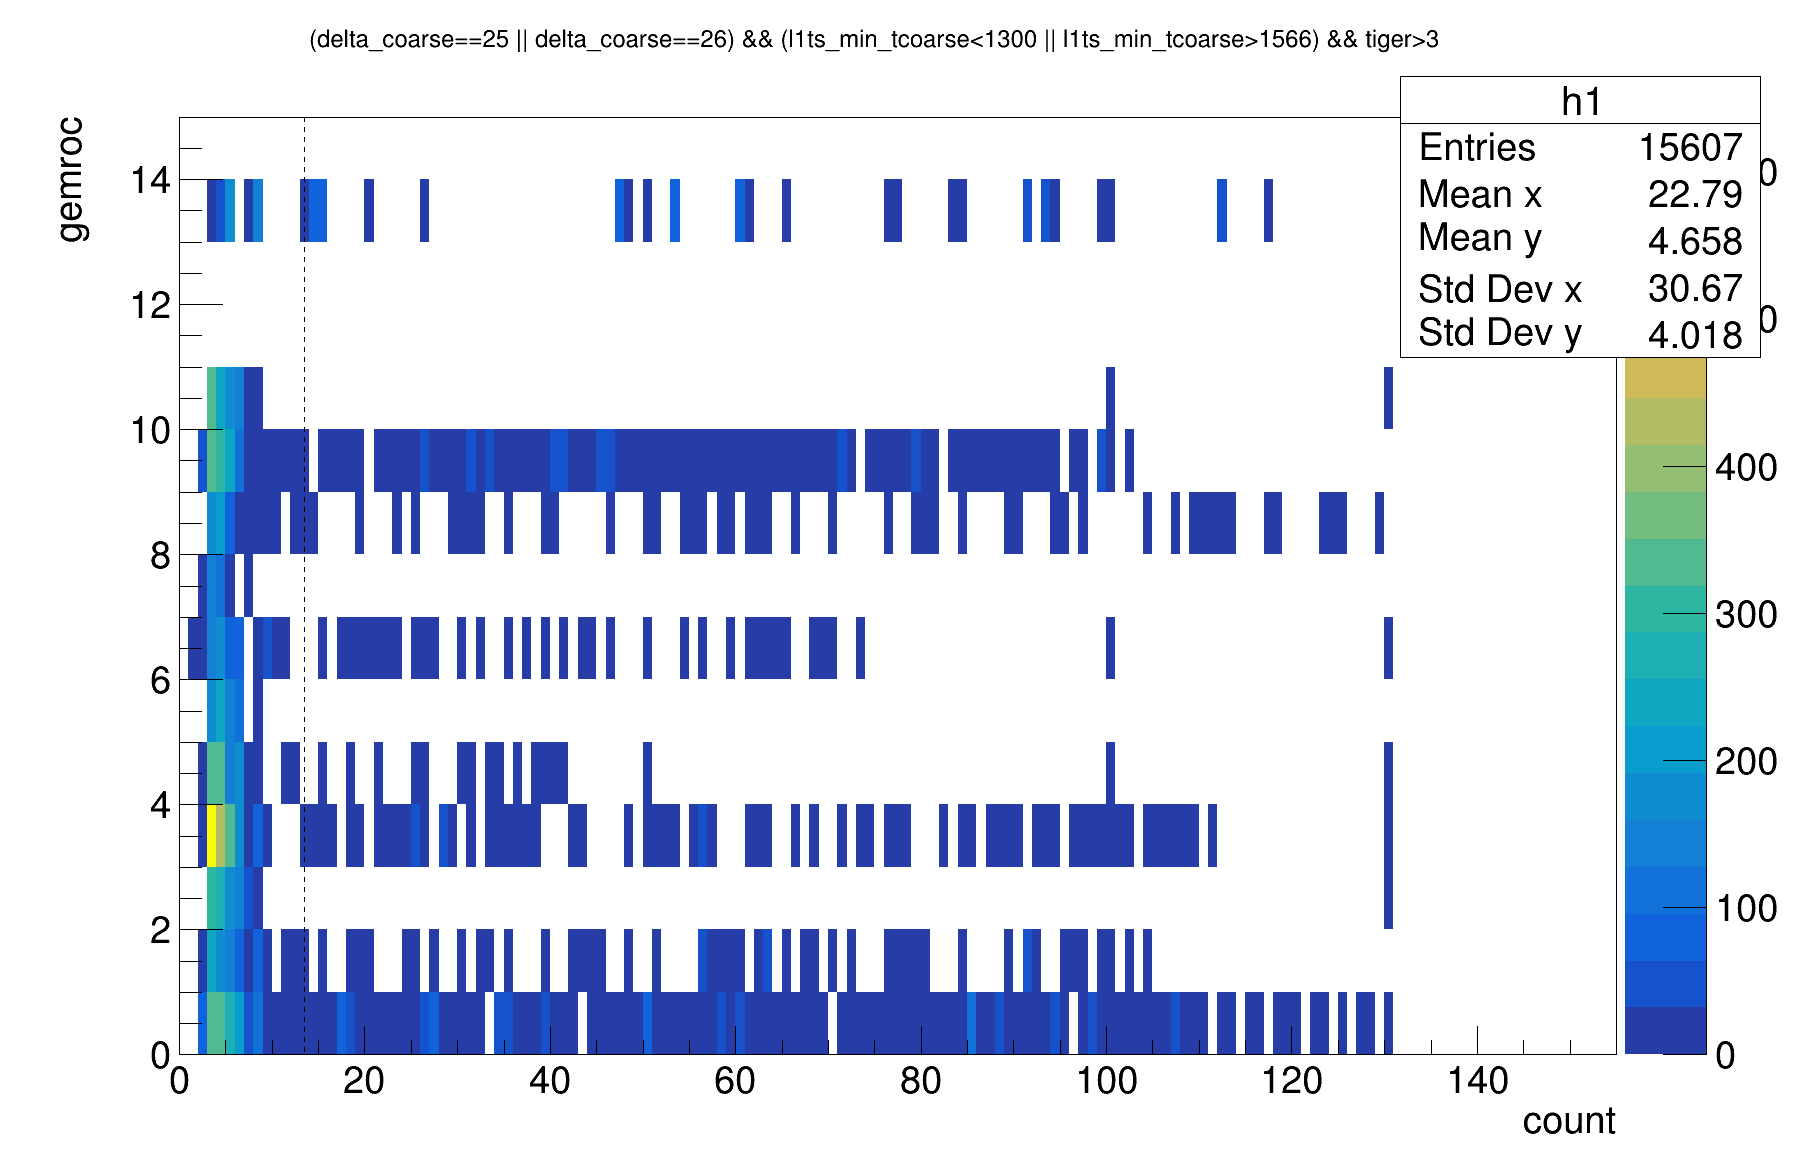 (delta_coarse==25 || delta_coarse==26) && (l1ts_min_tcoarse<1300 || l1ts_min_tcoarse>1566) && tiger>3
h1
Entries 15607
Mean x 22.79
Mean y 4.658
Std Dev x 30.67
Std Dev y 4.018
gemroc
14
12
10
8
6
4
2
0
0 20 40 60 80 100 120 140
count
0
0
400
300
200
100
0